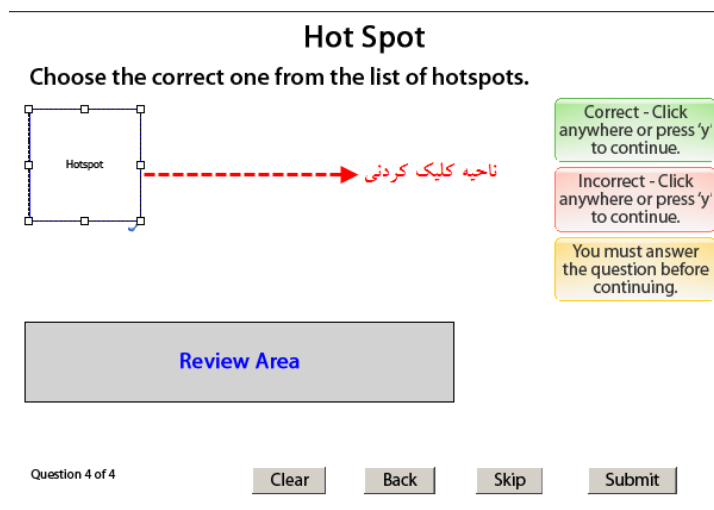 Hot Spot
Choose the correct one from the list of hotspots.
Hotspot
ناحیه کلیک کردنی
Correct - Click
anywhere or press ‘y’
to continue.
Incorrect - Click
anywhere or press ‘y’
to continue.
You must answer
the question before
continuing.
Review Area
Question 4 of 4
Clear
Back
Skip
Submit